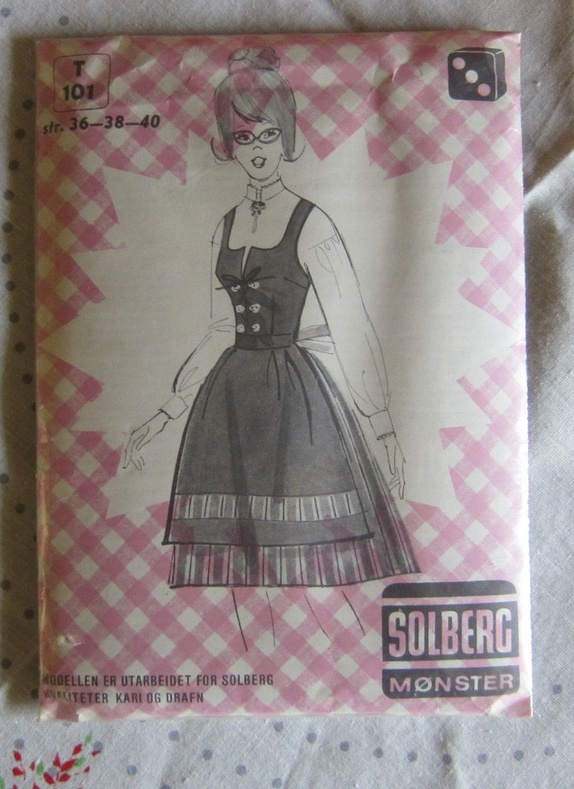 T
101
str. 36–38–40
SOLBERG
MØNSTER
MODELLEN ER UTARBEIDET FOR SOLBERG
KVALITETER KARI OG DRAFN